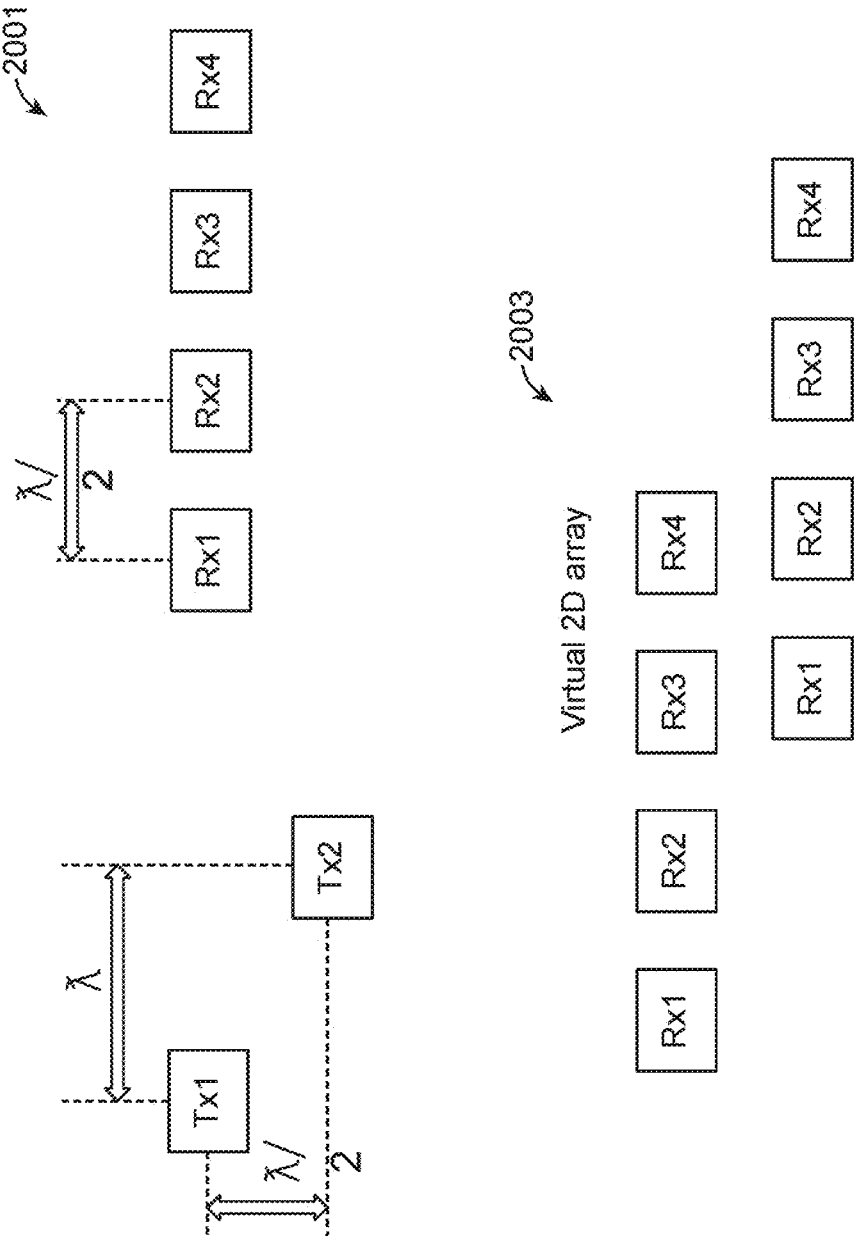 2001
λ
λ/
2
Tx1
Tx2
λ/
2
Rx1
Rx2
Rx3
Rx4
2003
Virtual 2D array
Rx1
Rx2
Rx3
Rx4
Rx1
Rx2
Rx3
Rx4